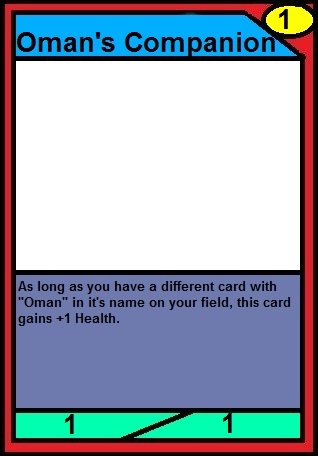 1
Oman's Companion
As long as you have a different card with
"Oman" in it's name on your field, this card
gains +1 Health.
1 1